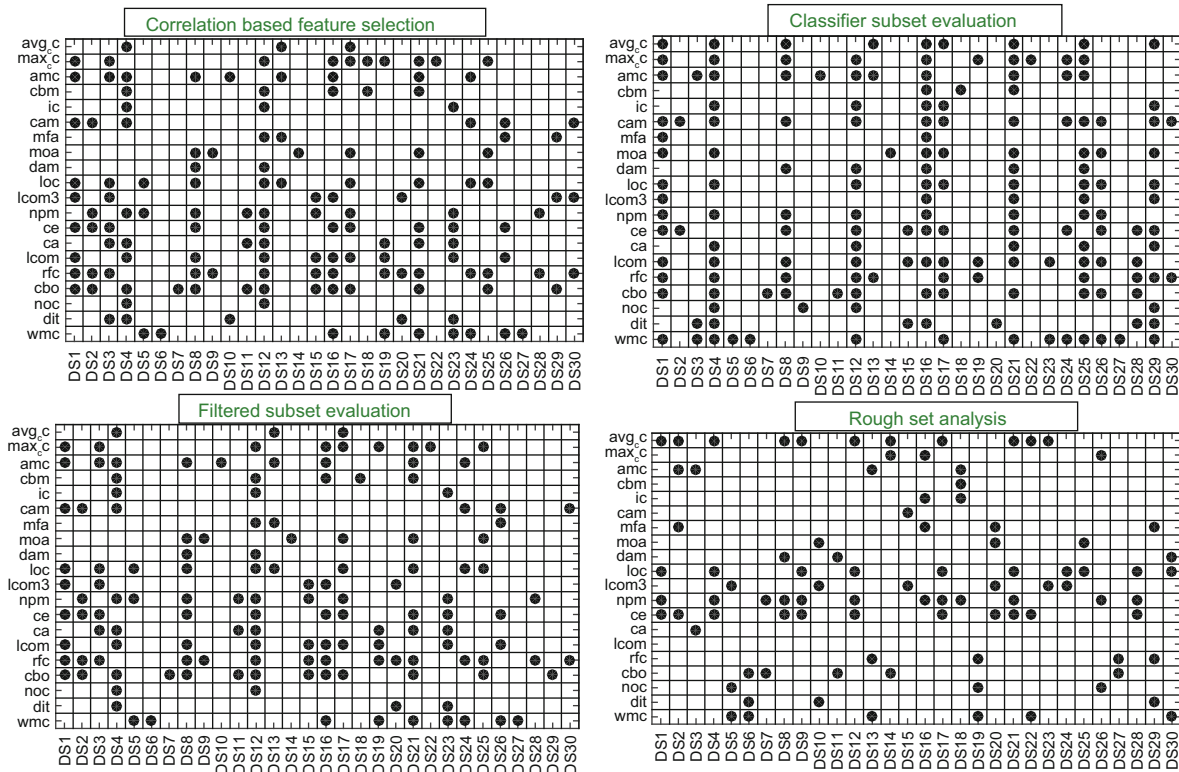 Correlation based feature selection
avg_cc
max_cc
amc
cbm
ic
cam
mfa
moa
dam
loc
lcom3
npm
ce
ca
lcom
rfc
cbo
noc
dit
wmc
DS1 DS2 DS3 DS4 DS5 DS6 DS7 DS8 DS9 DS10 DS11 DS12 DS13 DS14 DS15 DS16 DS17 DS18 DS19 DS20 DS21 DS22 DS23 DS24 DS25 DS26 DS27 DS28 DS29 DS30
Classifier subset evaluation
avg_cc
max_cc
amc
cbm
ic
cam
mfa
moa
dam
loc
lcom3
npm
ce
ca
lcom
rfc
cbo
noc
dit
wmc
DS1 DS2 DS3 DS4 DS5 DS6 DS7 DS8 DS9 DS10 DS11 DS12 DS13 DS14 DS15 DS16 DS17 DS18 DS19 DS20 DS21 DS22 DS23 DS24 DS25 DS26 DS27 DS28 DS29 DS30
Filtered subset evaluation
avg_cc
max_cc
amc
cbm
ic
cam
mfa
moa
dam
loc
lcom3
npm
ce
ca
lcom
rfc
cbo
noc
dit
wmc
DS1 DS2 DS3 DS4 DS5 DS6 DS7 DS8 DS9 DS10 DS11 DS12 DS13 DS14 DS15 DS16 DS17 DS18 DS19 DS20 DS21 DS22 DS23 DS24 DS25 DS26 DS27 DS28 DS29 DS30
Rough set analysis
avg_cc
max_cc
amc
cbm
ic
cam
mfa
moa
dam
loc
lcom3
npm
ce
ca
lcom
rfc
cbo
noc
dit
wmc
DS1 DS2 DS3 DS4 DS5 DS6 DS7 DS8 DS9 DS10 DS11 DS12 DS13 DS14 DS15 DS16 DS17 DS18 DS19 DS20 DS21 DS22 DS23 DS24 DS25 DS26 DS27 DS28 DS29 DS30